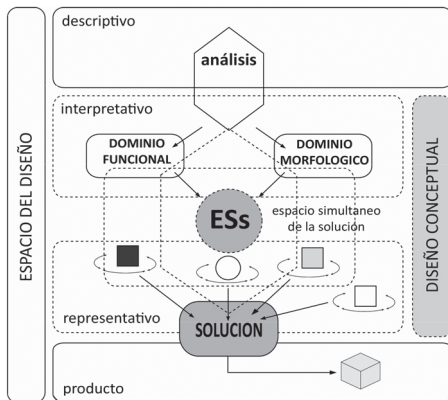 descriptivo
análisis
interpretativo
DOMINIO
FUNCIONAL
DOMINIO
MORFOLOGICO
ESs
espacio simultaneo
de la solución
representativo
SOLUCION
producto
ESPACIO DEL DISEÑO
DISEÑO CONCEPTUAL